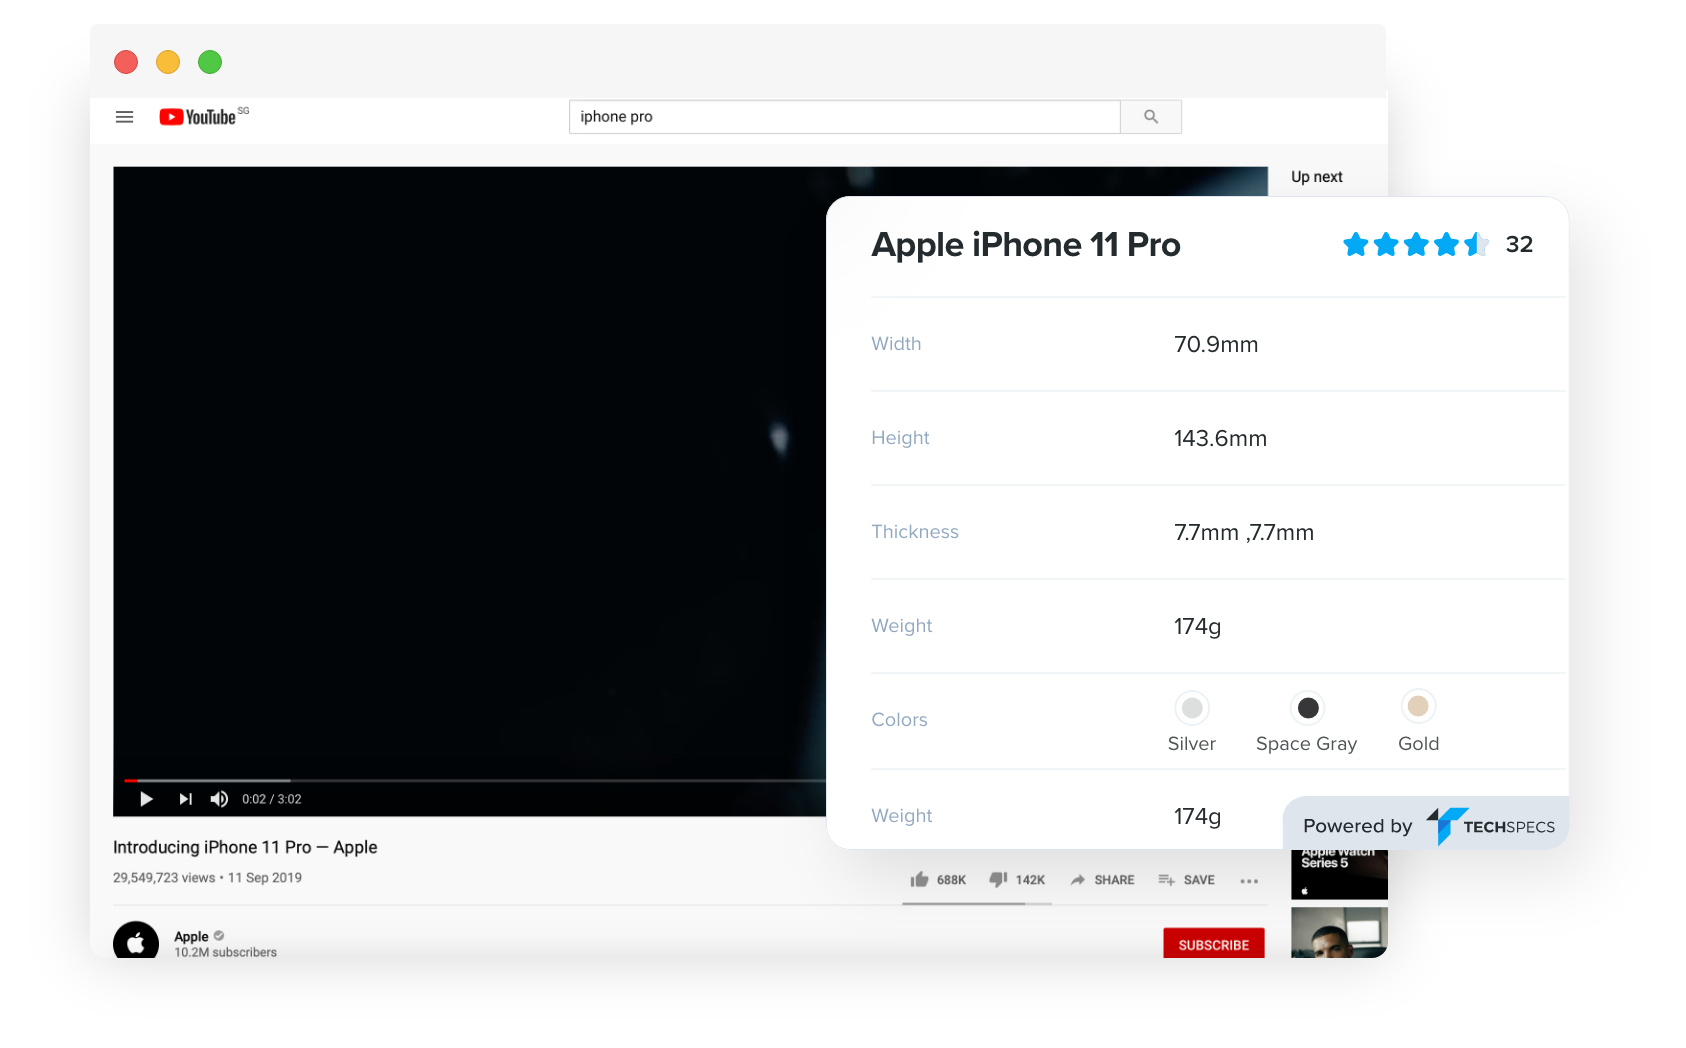 YouTube SG
iphone pro
Up next
Apple iPhone 11 Pro 32
Width 70.9mm
Height 143.6mm
Thickness 7.7mm ,7.7mm
Weight 174g
Colors
Silver Space Gray Gold
Weight 174g
Powered by TECHSPECS
0:02 / 3:02
Introducing iPhone 11 Pro — Apple
29,549,723 views • 11 Sep 2019
688K 142K SHARE SAVE
Apple
10.2M subscribers
SUBSCRIBE
Apple Watch
Series 5